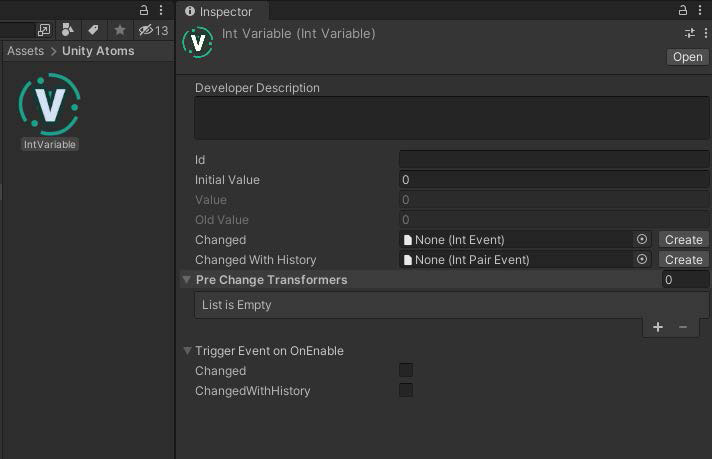 Inspector
13
Int Variable (Int Variable)
Open
Assets > Unity Atoms
V
IntVariable
Developer Description
Id
Initial Value 0
Value 0
Old Value 0
Changed None (Int Event) Create
Changed With History None (Int Pair Event) Create
Pre Change Transformers 0
List is Empty
+ −
Trigger Event on OnEnable
Changed
ChangedWithHistory